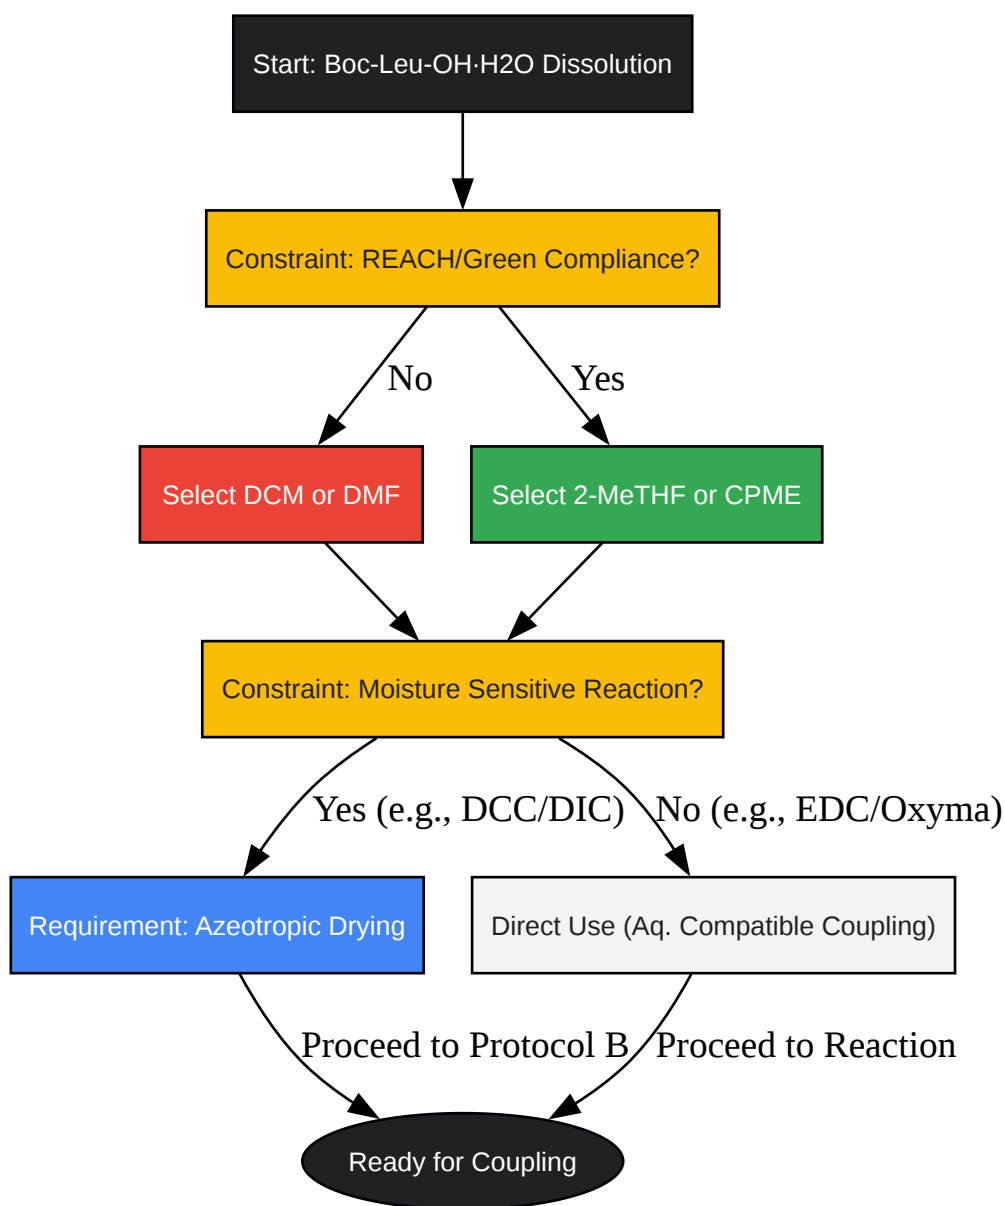 Start: Boc-Leu-OH·H2O Dissolution
Constraint: REACH/Green Compliance?
No
Yes
Select DCM or DMF
Select 2-MeTHF or CPME
Constraint: Moisture Sensitive Reaction?
Yes (e.g., DCC/DIC)
No (e.g., EDC/Oxyma)
Requirement: Azeotropic Drying
Direct Use (Aq. Compatible Coupling)
Proceed to Protocol B
Proceed to Reaction
Ready for Coupling